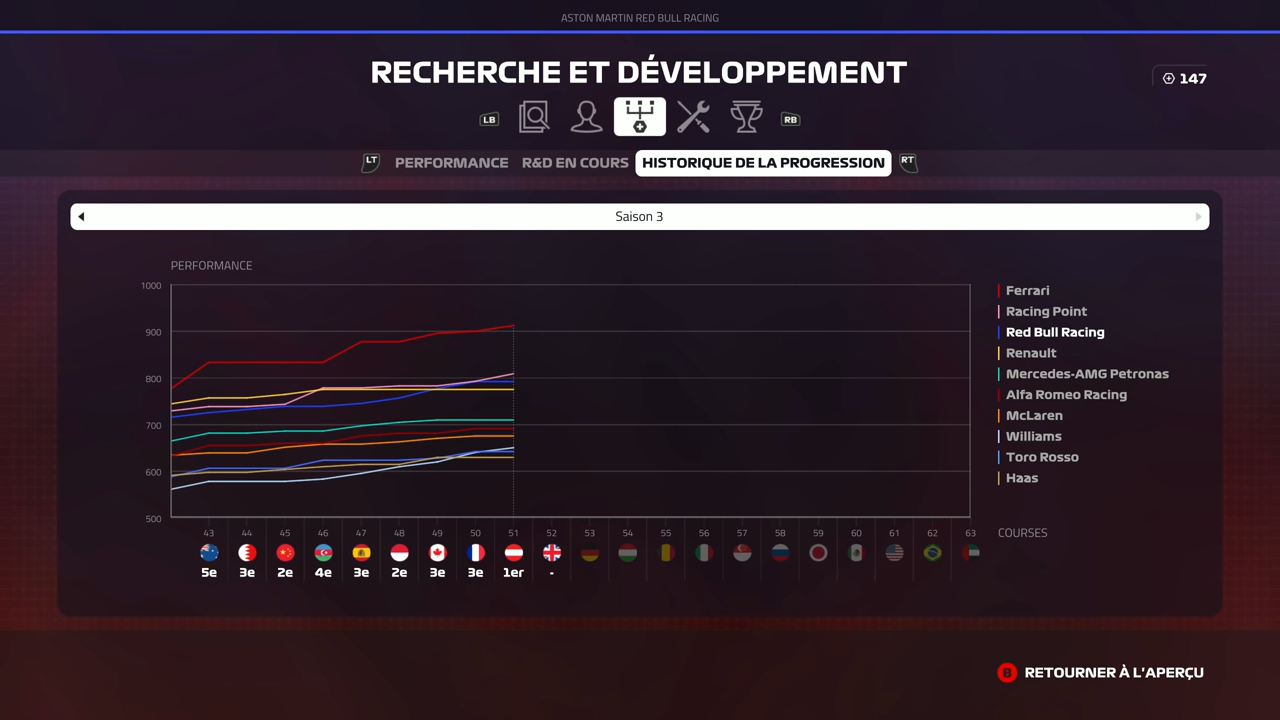 ASTON MARTIN RED BULL RACING
RECHERCHE ET DÉVELOPPEMENT
147
LB
RB
LT
PERFORMANCE
R&D EN COURS
HISTORIQUE DE LA PROGRESSION
RT
Saison 3
PERFORMANCE
1000
900
800
700
600
500
Ferrari
Racing Point
Red Bull Racing
Renault
Mercedes-AMG Petronas
Alfa Romeo Racing
McLaren
Williams
Toro Rosso
Haas
43 44 45 46 47 48 49 50 51 52 53 54 55 56 57 58 59 60 61 62 63
COURSES
5e 3e 2e 4e 3e 2e 3e 3e 1er -
B
RETOURNER À L'APERÇU